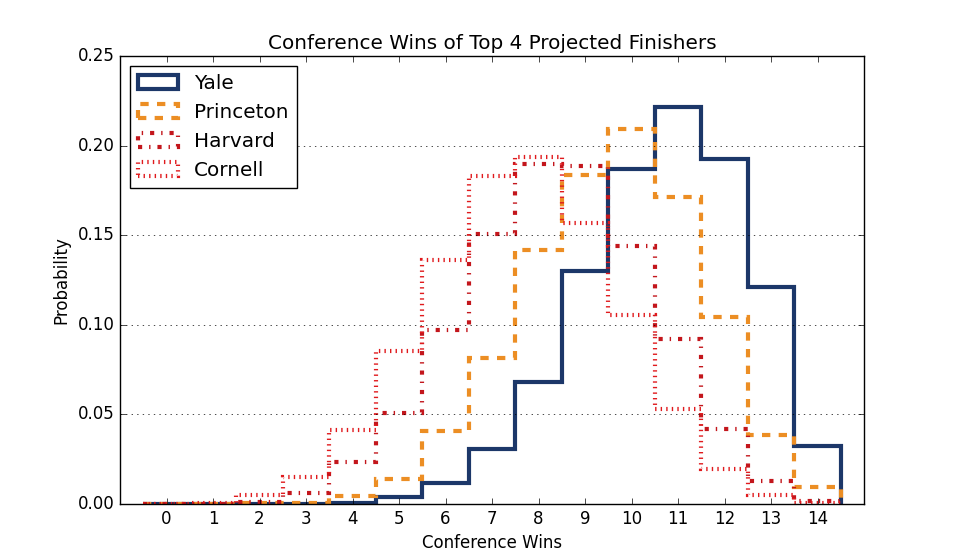 Conference Wins of Top 4 Projected Finishers
0.25
0.20
0.15
0.10
0.05
0.00
Probability
Yale
Princeton
Harvard
Cornell
0 1 2 3 4 5 6 7 8 9 10 11 12 13 14
Conference Wins